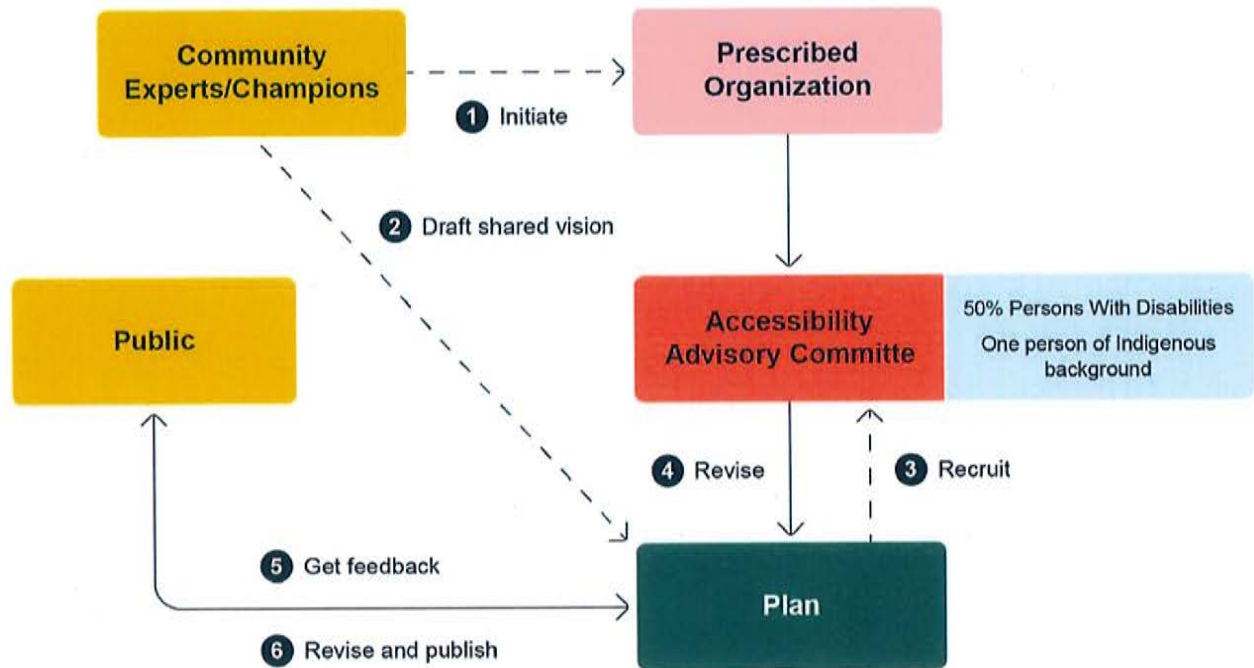 Community
Experts/Champions
Prescribed
Organization
1 Initiate
2 Draft shared vision
Public
Accessibility
Advisory Committe
50% Persons With Disabilities
One person of Indigenous
background
4 Revise
3 Recruit
5 Get feedback
Plan
6 Revise and publish